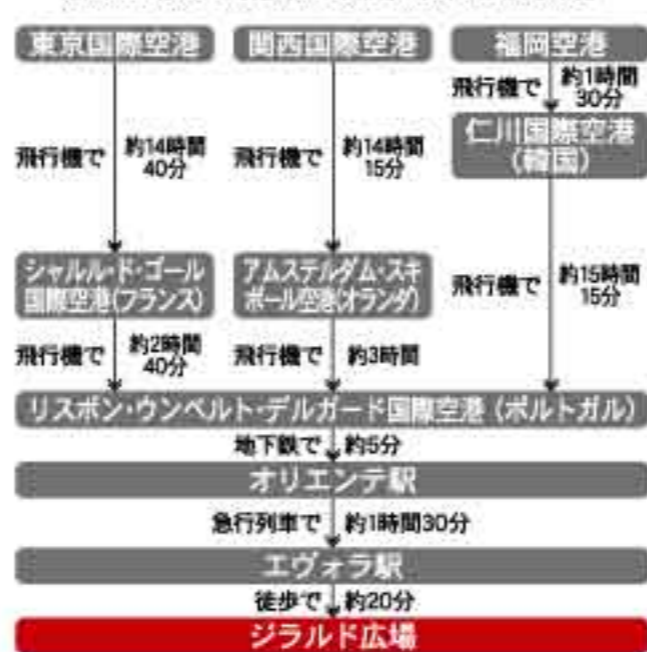 東京国際空港 関西国際空港 福岡空港
飛行機で 約1時間
30分
仁川国際空港
(韓国)
飛行機で 約14時間
40分
飛行機で 約14時間
15分
シャルル・ド・ゴール
国際空港(フランス)
アムステルダム・スキ
ポール空港(オランダ)
飛行機で 約15時間
15分
飛行機で 約2時間
40分
飛行機で 約3時間
リスボン・ウンベルト・デルガード国際空港(ポルトガル)
地下鉄で 約5分
オリエンテ駅
急行列車で 約1時間30分
エヴォラ駅
徒歩で 約20分
ジラルド広場